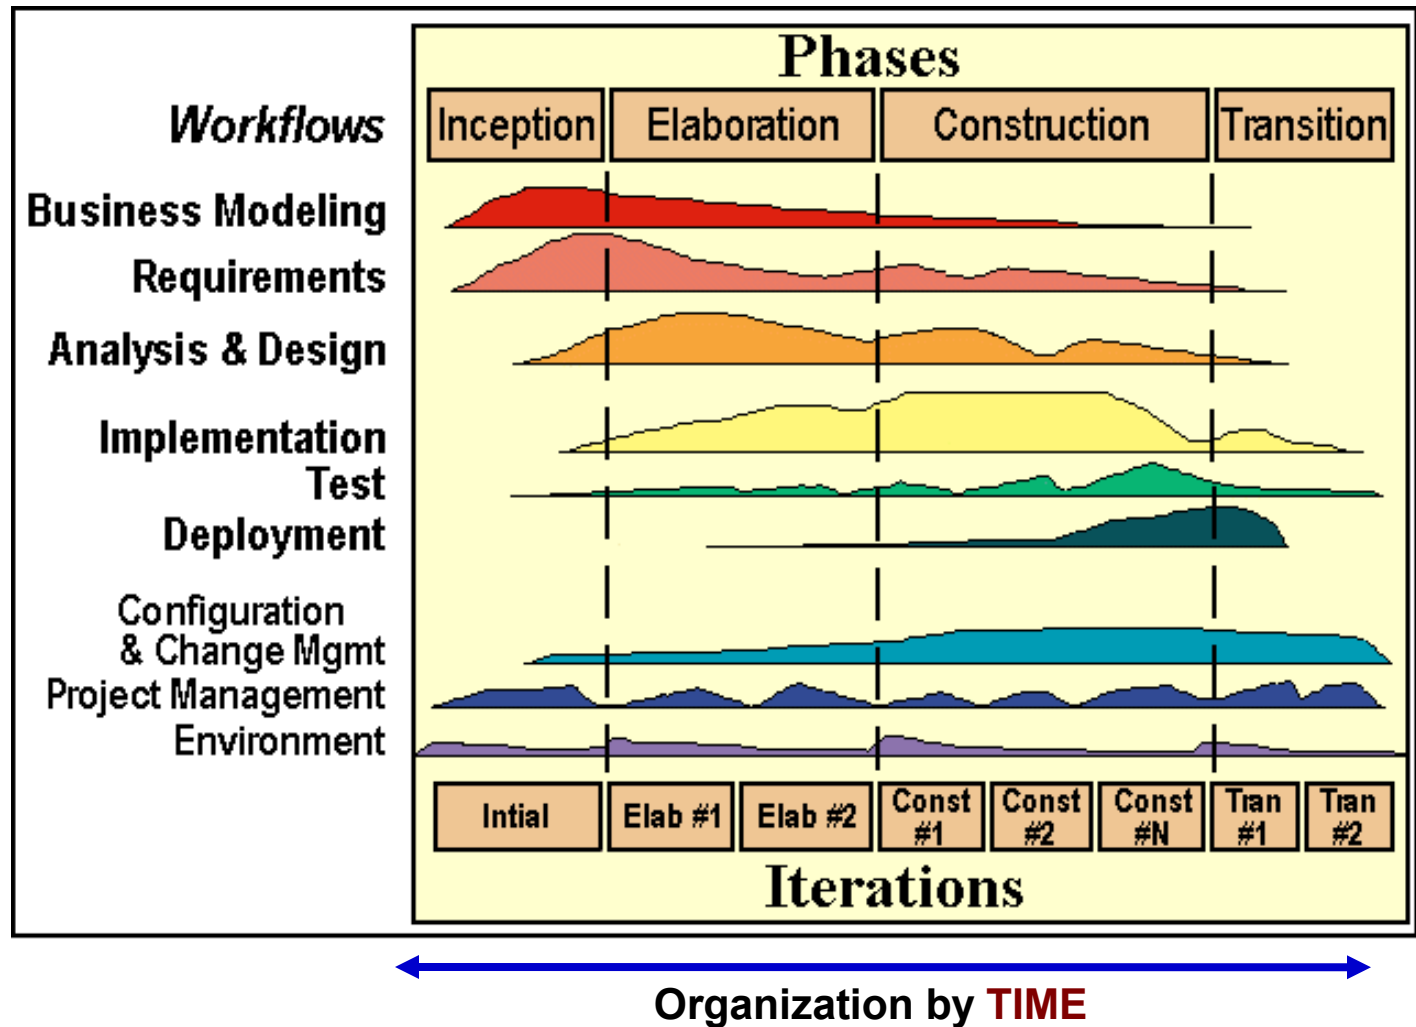 Phases
Workflows
Inception
Elaboration
Construction
Transition
Business Modeling
Requirements
Analysis & Design
Implementation
Test
Deployment
Configuration
& Change Mgmt
Project Management
Environment
Intial
Elab #1
Elab #2
Const
#1
Const
#2
Const
#N
Tran
#1
Tran
#2
Iterations
Organization by TIME